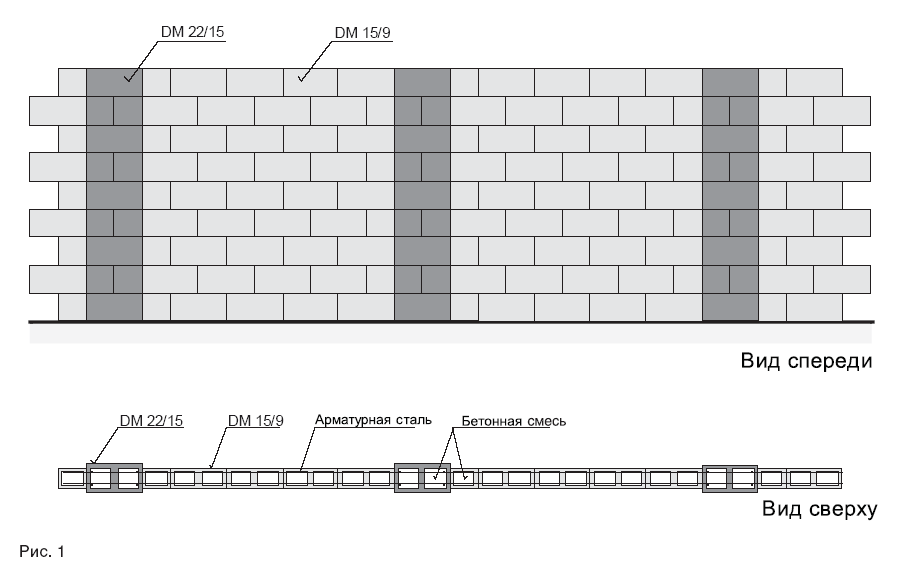 DM 22/15
DM 15/9
Вид спереди
DM 22/15
DM 15/9
Арматурная сталь
Бетонная смесь
Вид сверху
Рис. 1